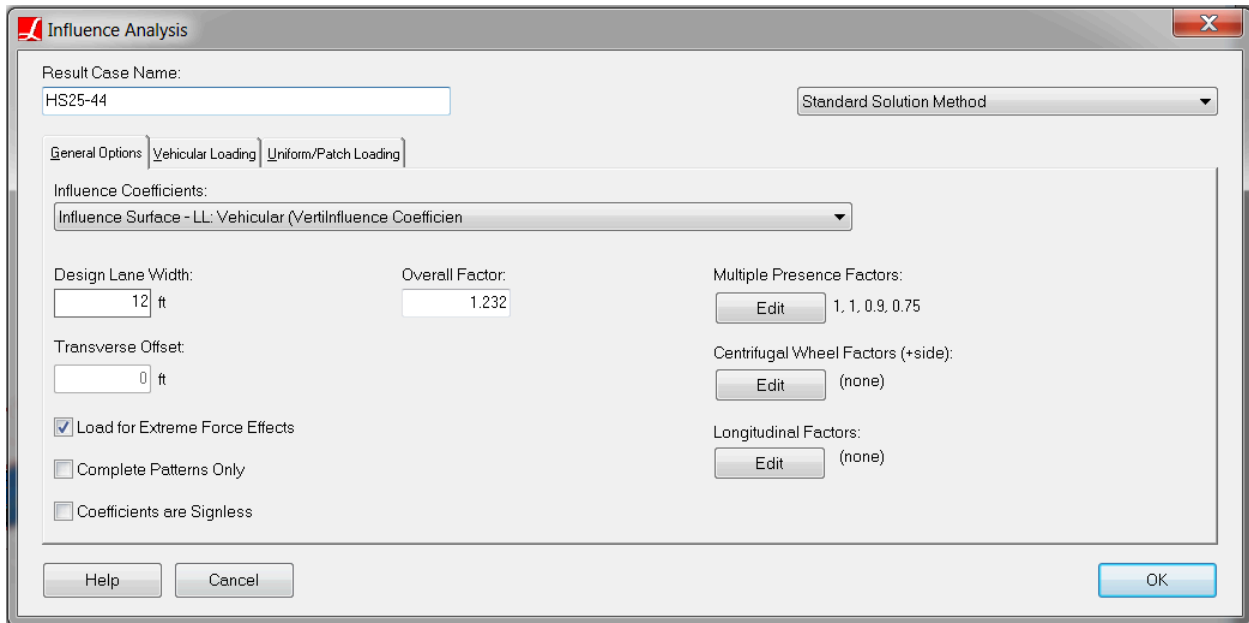 Influence Analysis
X
Result Case Name:
HS25-44
Standard Solution Method
General Options Vehicular Loading Uniform/Patch Loading
Influence Coefficients:
Influence Surface - LL: Vehicular (VertiInfluence Coefficien
Design Lane Width: Overall Factor: Multiple Presence Factors:
12 ft 1.232 Edit 1, 1, 0.9, 0.75
Transverse Offset: Centrifugal Wheel Factors (+side):
0 ft Edit (none)
Load for Extreme Force Effects Longitudinal Factors:
Edit (none)
Complete Patterns Only
Coefficients are Signless
Help Cancel OK